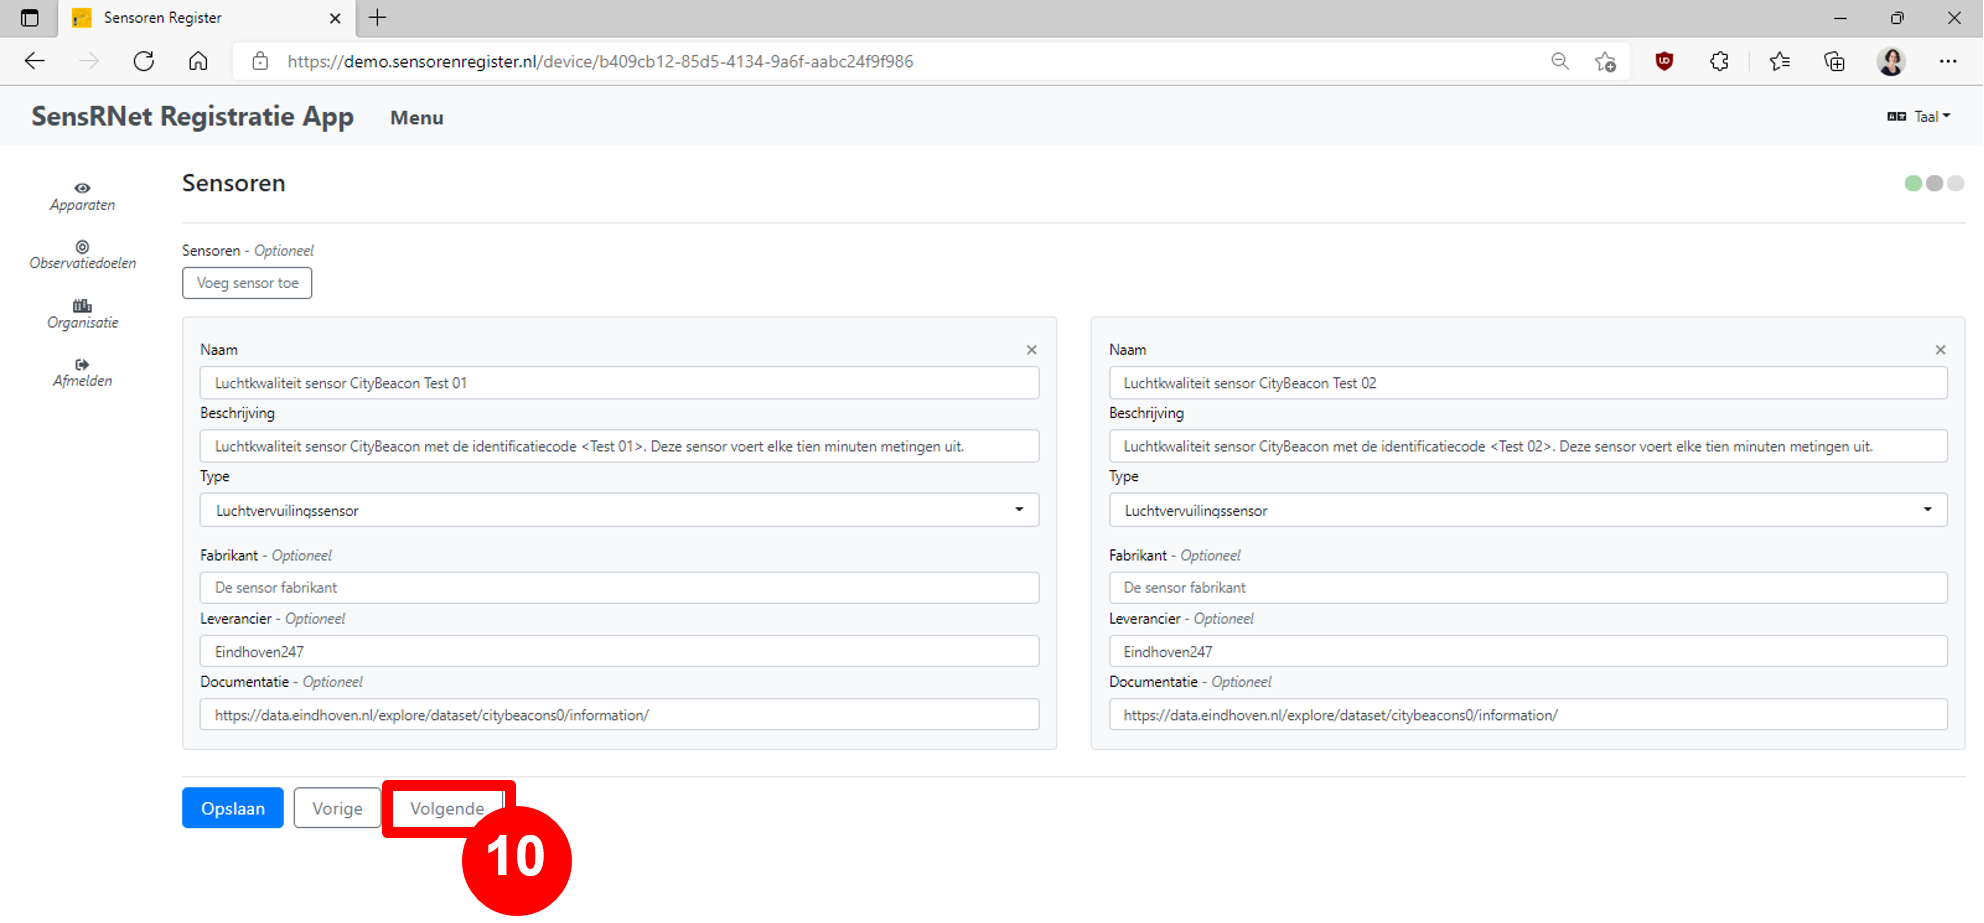 Sensoren Register
https://demo.sensorenregister.nl/device/b409cb12-85d5-4134-9a6f-aabc24f9f986
SensRNet Registratie App Menu Taal
Apparaten
Observatiedoelen
Organisatie
Afmelden
Sensoren
Sensoren - Optioneel
Voeg sensor toe
Naam
Luchtkwaliteit sensor CityBeacon Test 01
Beschrijving
Luchtkwaliteit sensor CityBeacon met de identificatiecode <Test 01>. Deze sensor voert elke tien minuten metingen uit.
Type
Luchtvervuilingssensor
Fabrikant - Optioneel
De sensor fabrikant
Leverancier - Optioneel
Eindhoven247
Documentatie - Optioneel
https://data.eindhoven.nl/explore/dataset/citybeacons0/information/
Naam
Luchtkwaliteit sensor CityBeacon Test 02
Beschrijving
Luchtkwaliteit sensor CityBeacon met de identificatiecode <Test 02>. Deze sensor voert elke tien minuten metingen uit.
Type
Luchtvervuilingssensor
Fabrikant - Optioneel
De sensor fabrikant
Leverancier - Optioneel
Eindhoven247
Documentatie - Optioneel
https://data.eindhoven.nl/explore/dataset/citybeacons0/information/
Opslaan Vorige Volgende
10